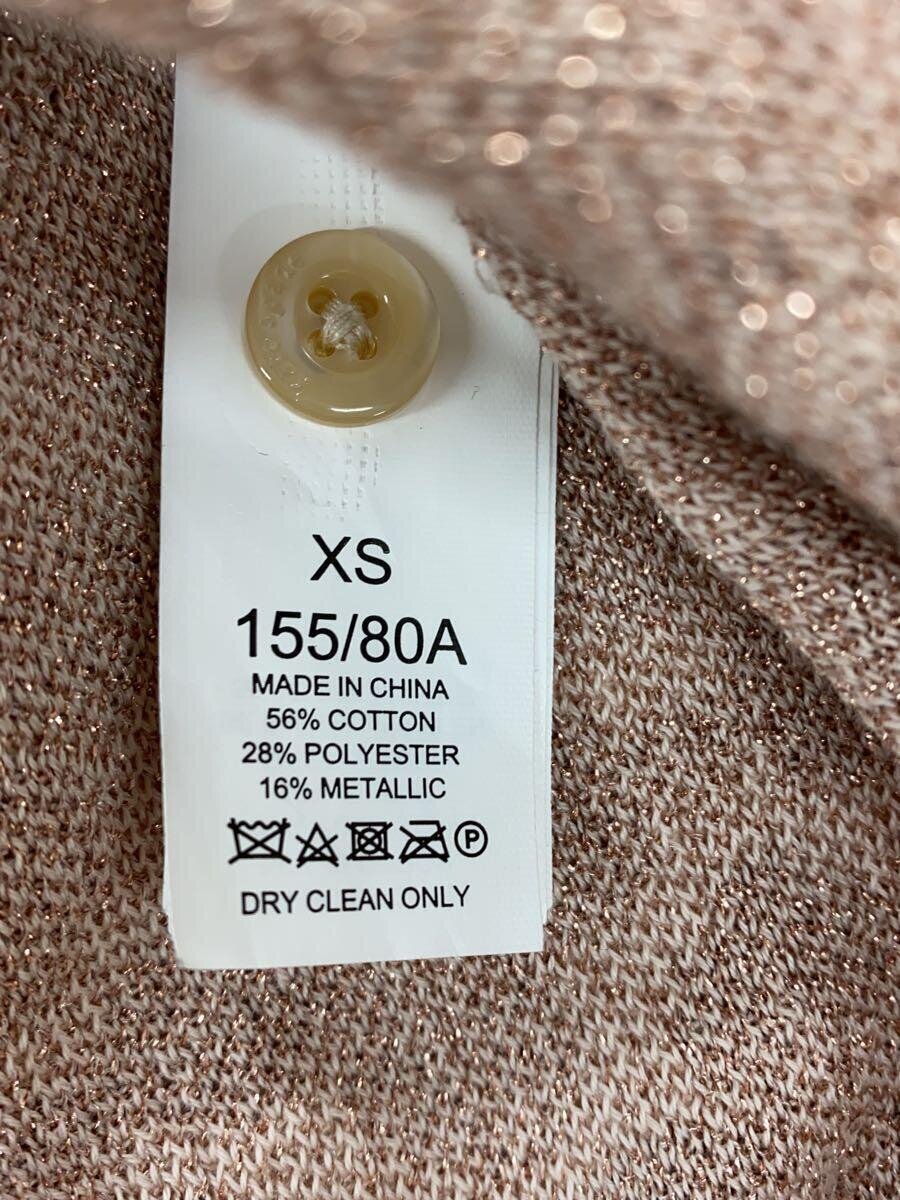 XS
155/80A
MADE IN CHINA
56% COTTON
28% POLYESTER
16% METALLIC
P
DRY CLEAN ONLY